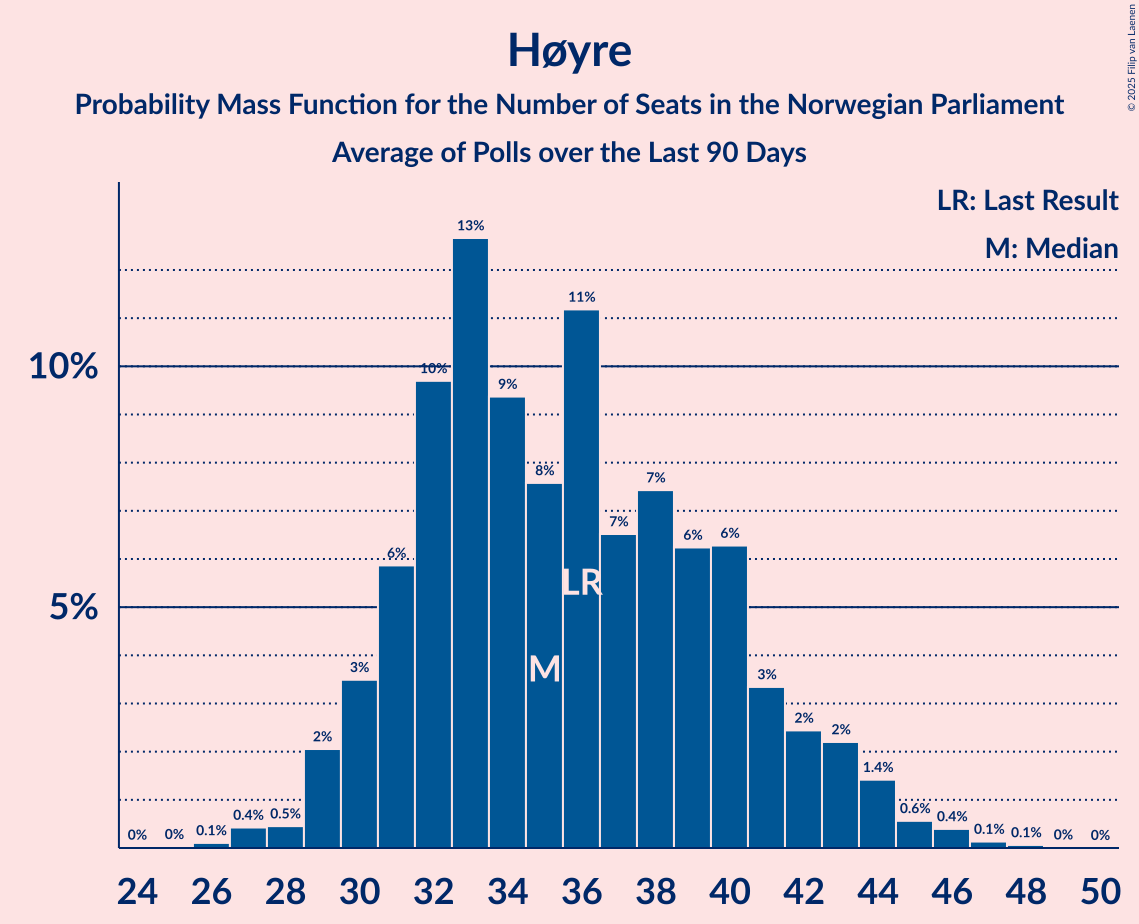 Høyre
Probability Mass Function for the Number of Seats in the Norwegian Parliament
Average of Polls over the Last 90 Days
© 2025 Filip van Laenen
LR: Last Result
M: Median
10%
5%
0% 0% 0.1% 0.4% 0.5% 2% 3% 6% 10% 13% 9% 8% 11% 7% 7% 6% 6% 3% 2% 2% 1.4% 0.6% 0.4% 0.1% 0.1% 0% 0%
LR
M
24 26 28 30 32 34 36 38 40 42 44 46 48 50